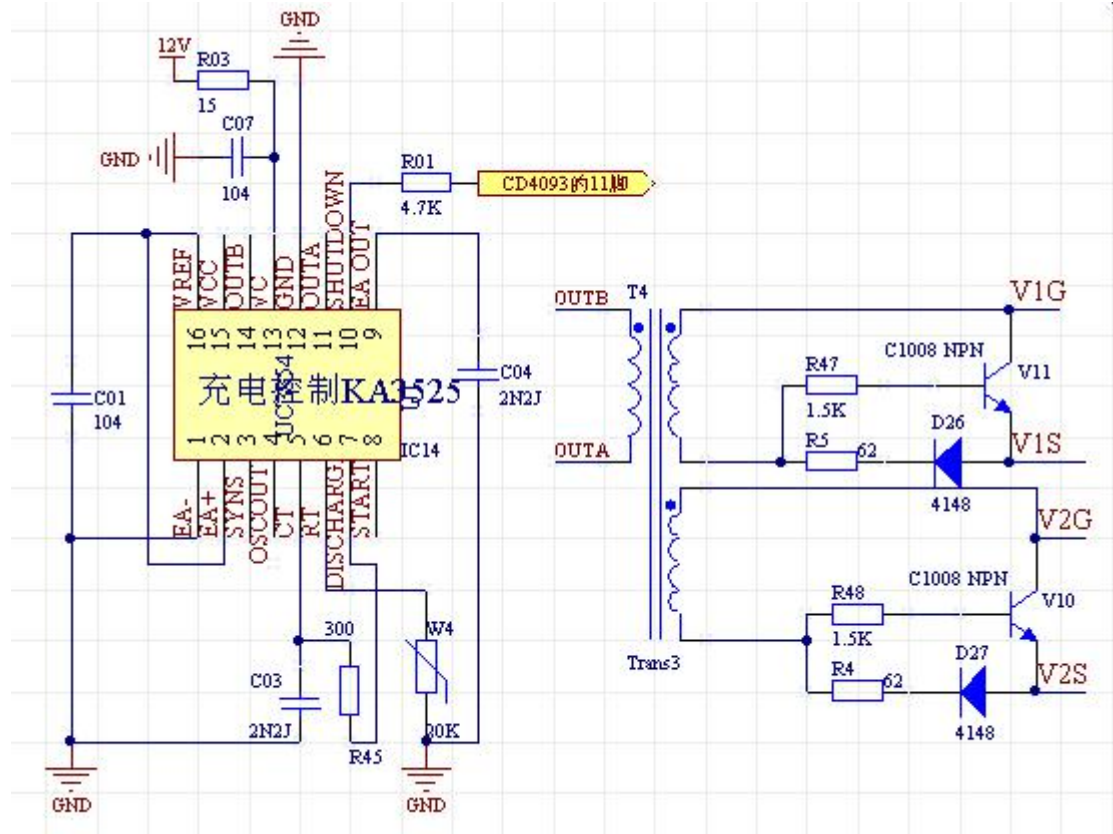 GND
12V
R03
15
C07
GND
104
R01
CD4093的11脚
4.7K
VREF
VCC
OUTB
VC
GND
OUTA
SHUTDOWN
EA OUT
16
15
14
13
12
11
10
9
充电控制KA3525
1
2
3
4
5
6
7
8
IC14
EA-
EA+
SYNS
OSCOUT
CT
RT
DISCHARG
START
C01
104
C04
2N2J
300
W4
C03
2N2J
R45
GND
GND
OUTB
T4
V1G
C1008 NPN
R47
V11
1.5K
D26
R5
62
V1S
OUTA
4148
V2G
C1008 NPN
R48
V10
1.5K
D27
Trans3
R4
62
V2S
4148